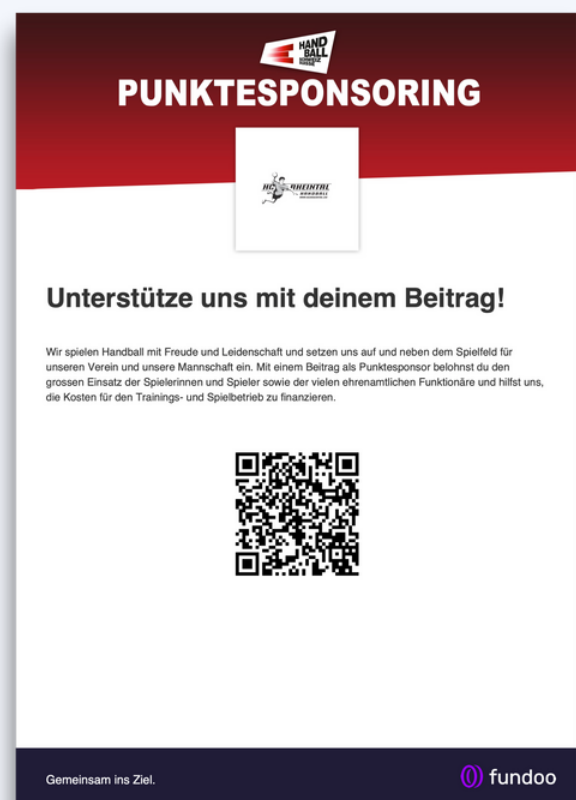 HAND
BALL
SCHWEIZ
PUNKTESPONSORING
HC RHEINTAL
HANDBALL
Unterstütze uns mit deinem Beitrag!
Wir spielen Handball mit Freude und Leidenschaft und setzen uns auf und neben dem Spielfeld für
unseren Verein und unsere Mannschaft ein. Mit einem Beitrag als Punktesponsor belohnst du den
grossen Einsatz der Spielerinnen und Spieler sowie der vielen ehrenamtlichen Funktionäre und hilfst uns,
die Kosten für den Trainings- und Spielbetrieb zu finanzieren.
Gemeinsam ins Ziel.
fundoo